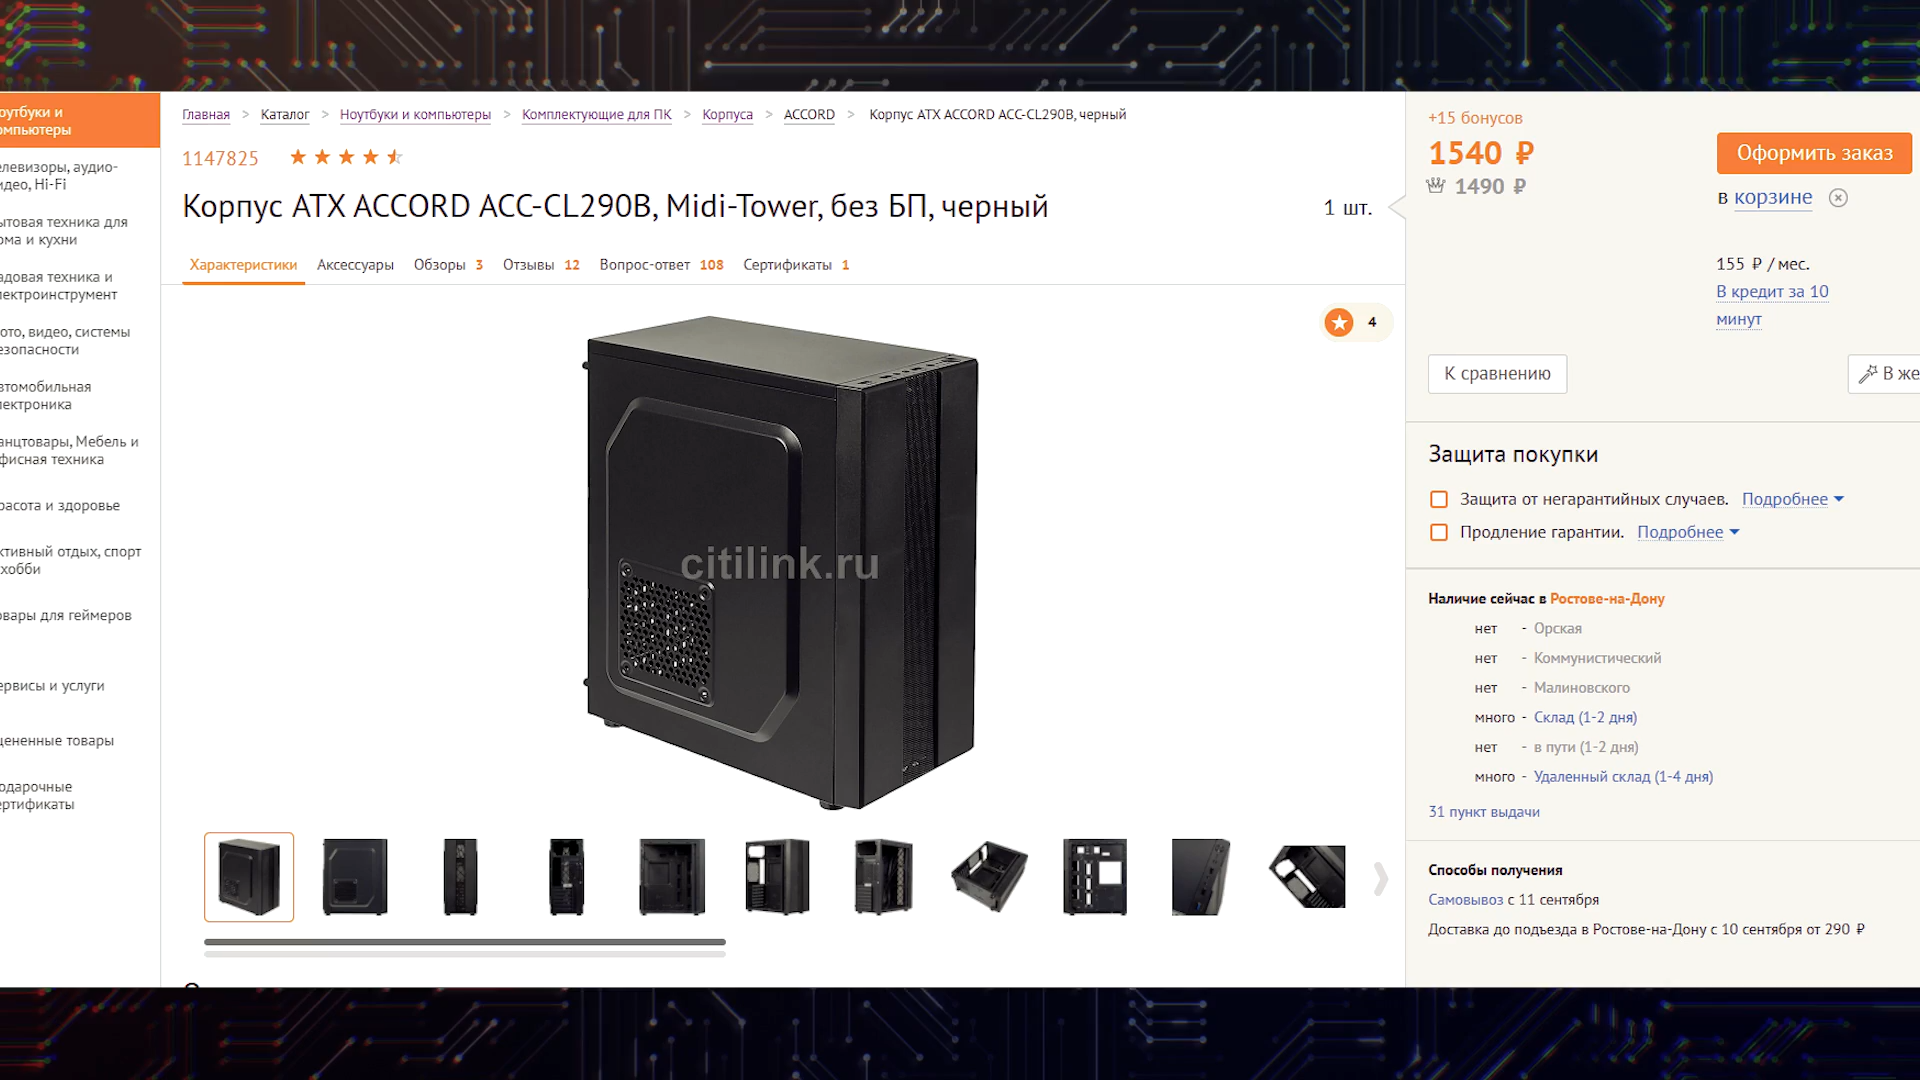 Главная > Каталог > Ноутбуки и компьютеры > Комплектующие для ПК > Корпуса > ACCORD > Корпус ATX ACCORD ACC-CL290B, черный
1147825
Корпус ATX ACCORD ACC-CL290B, Midi-Tower, без БП, черный
1 шт.
Характеристики Аксессуары Обзоры 3 Отзывы 12 Вопрос-ответ 108 Сертификаты 1
4
citilink.ru
оутбуки и
омпьютеры
елевизоры, аудио-
идео, Hi-Fi
ытовая техника для
ома и кухни
адовая техника и
лектроинструмент
ото, видео, системы
езопасности
втомобильная
лектроника
анцтовары, Мебель и
фисная техника
расота и здоровье
ктивный отдых, спорт
хобби
овары для геймеров
ервисы и услуги
цененные товары
одарочные
ертификаты
+15 бонусов
1540 ₽
1490 ₽
Оформить заказ
в корзине
155 ₽ / мес.
В кредит за 10
минут
К сравнению
В же
Защита покупки
Защита от негарантийных случаев. Подробнее
Продление гарантии. Подробнее
Наличие сейчас в Ростове-на-Дону
нет - Орская
нет - Коммунистический
нет - Малиновского
много - Склад (1-2 дня)
нет - в пути (1-2 дня)
много - Удаленный склад (1-4 дня)
31 пункт выдачи
Способы получения
Самовывоз с 11 сентября
Доставка до подъезда в Ростове-на-Дону с 10 сентября от 290 ₽